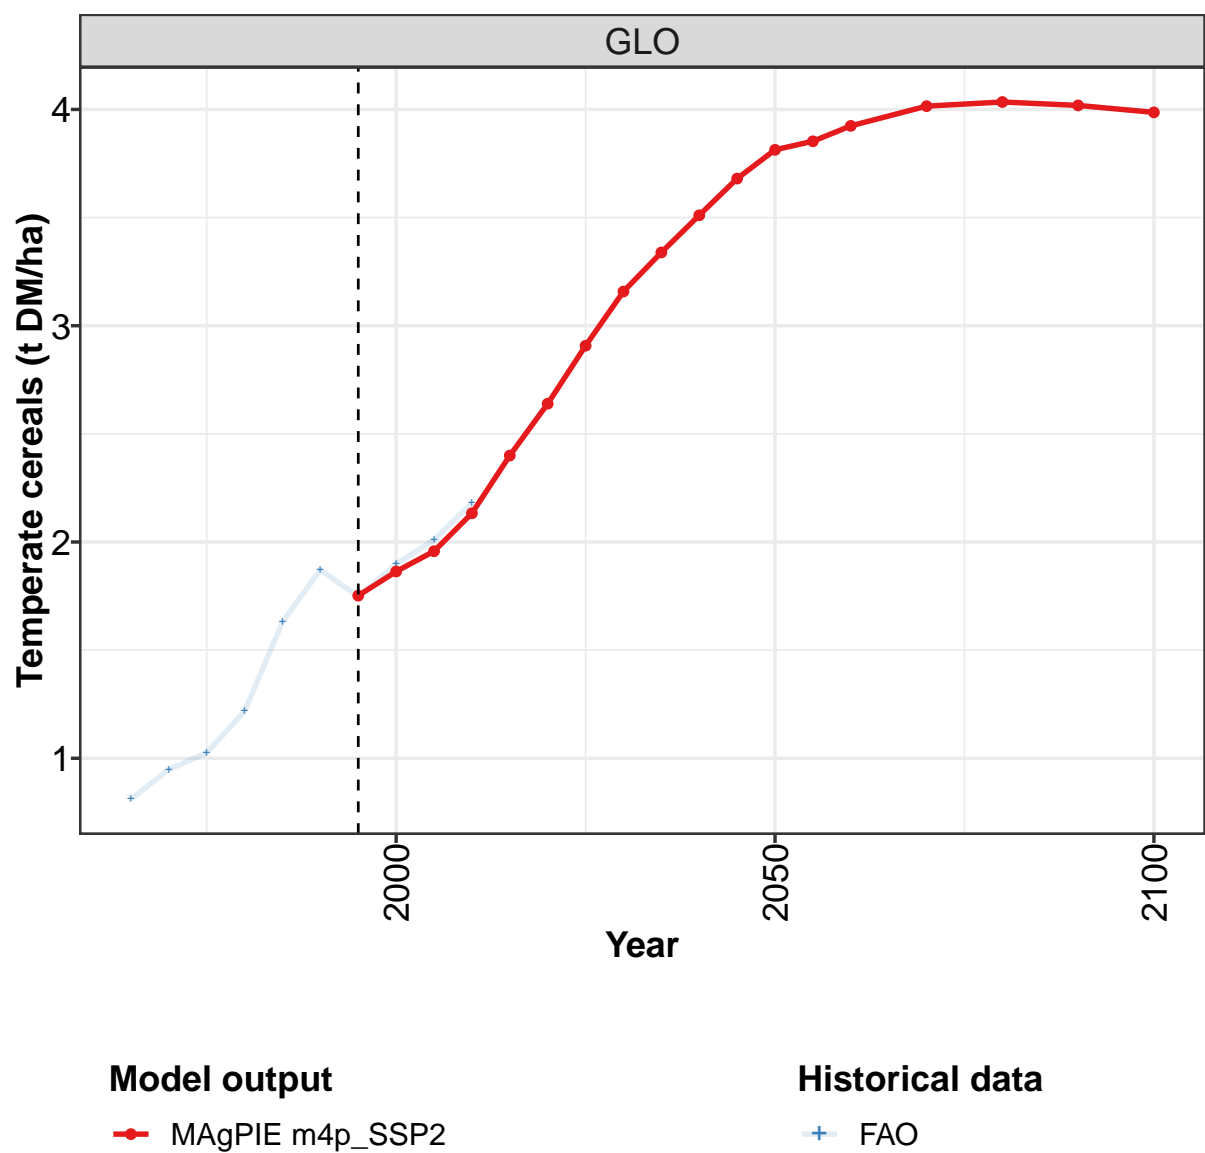 GLO
Temperate cereals (t DM/ha)
4
3
2
1
2000
2050
2100
Year
Model output
MAgPIE m4p_SSP2
Historical data
FAO